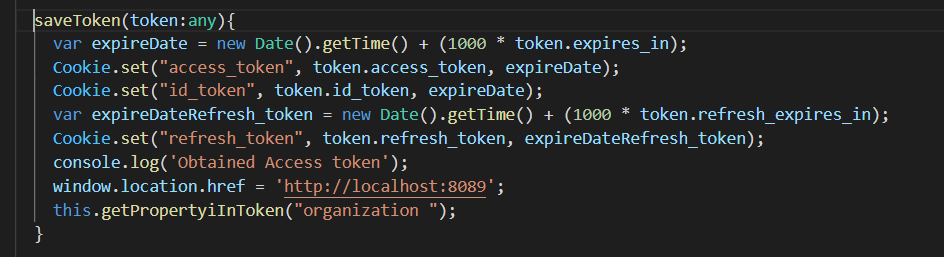 saveToken(token:any){
var expireDate = new Date().getTime() + (1000 * token.expires_in);
Cookie.set("access_token", token.access_token, expireDate);
Cookie.set("id_token", token.id_token, expireDate);
var expireDateRefresh_token = new Date().getTime() + (1000 * token.refresh_expires_in);
Cookie.set("refresh_token", token.refresh_token, expireDateRefresh_token);
console.log('Obtained Access token');
window.location.href = 'http://localhost:8089';
this.getPropertyiInToken("organization ");
}